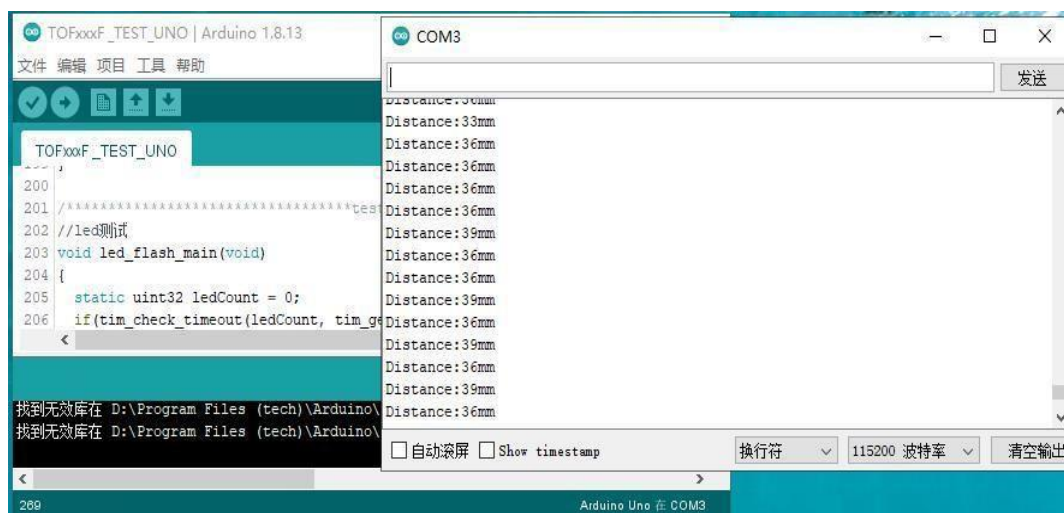 TOFxxxF_TEST_UNO | Arduino 1.8.13
文件 编辑 项目 工具 帮助
TOFxxxF_TEST_UNO
200
201 /*********************************test
202 //led测试
203 void led_flash_main(void)
204 {
205 static uint32 ledCount = 0;
206 if(tim_check_timeout(ledCount, tim_ge
找到无效库在 D:\Program Files (tech)\Arduino\
找到无效库在 D:\Program Files (tech)\Arduino\
269
Arduino Uno 在 COM3
COM3
发送
Distance:36mm
Distance:33mm
Distance:36mm
Distance:36mm
Distance:36mm
Distance:36mm
Distance:39mm
Distance:36mm
Distance:36mm
Distance:39mm
Distance:36mm
Distance:39mm
Distance:36mm
Distance:39mm
Distance:36mm
自动滚屏 Show timestamp
换行符
115200 波特率
清空输出